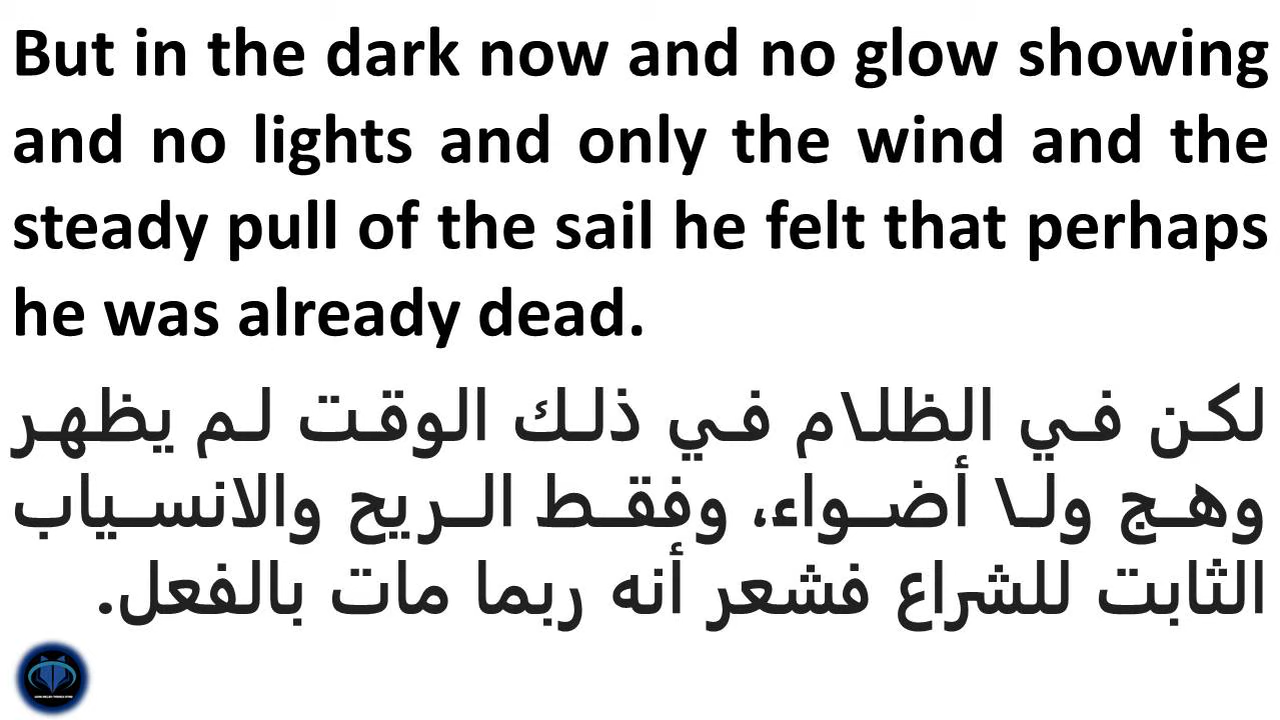 But in the dark now and no glow showing
and no lights and only the wind and the
steady pull of the sail he felt that perhaps
he was already dead.
لكن في الظلام في ذلك الوقت لم يظهر
وهج ولا أضواء، وفقط الريح والانسياب
الثابت للشراع فشعر أنه ربما مات بالفعل.